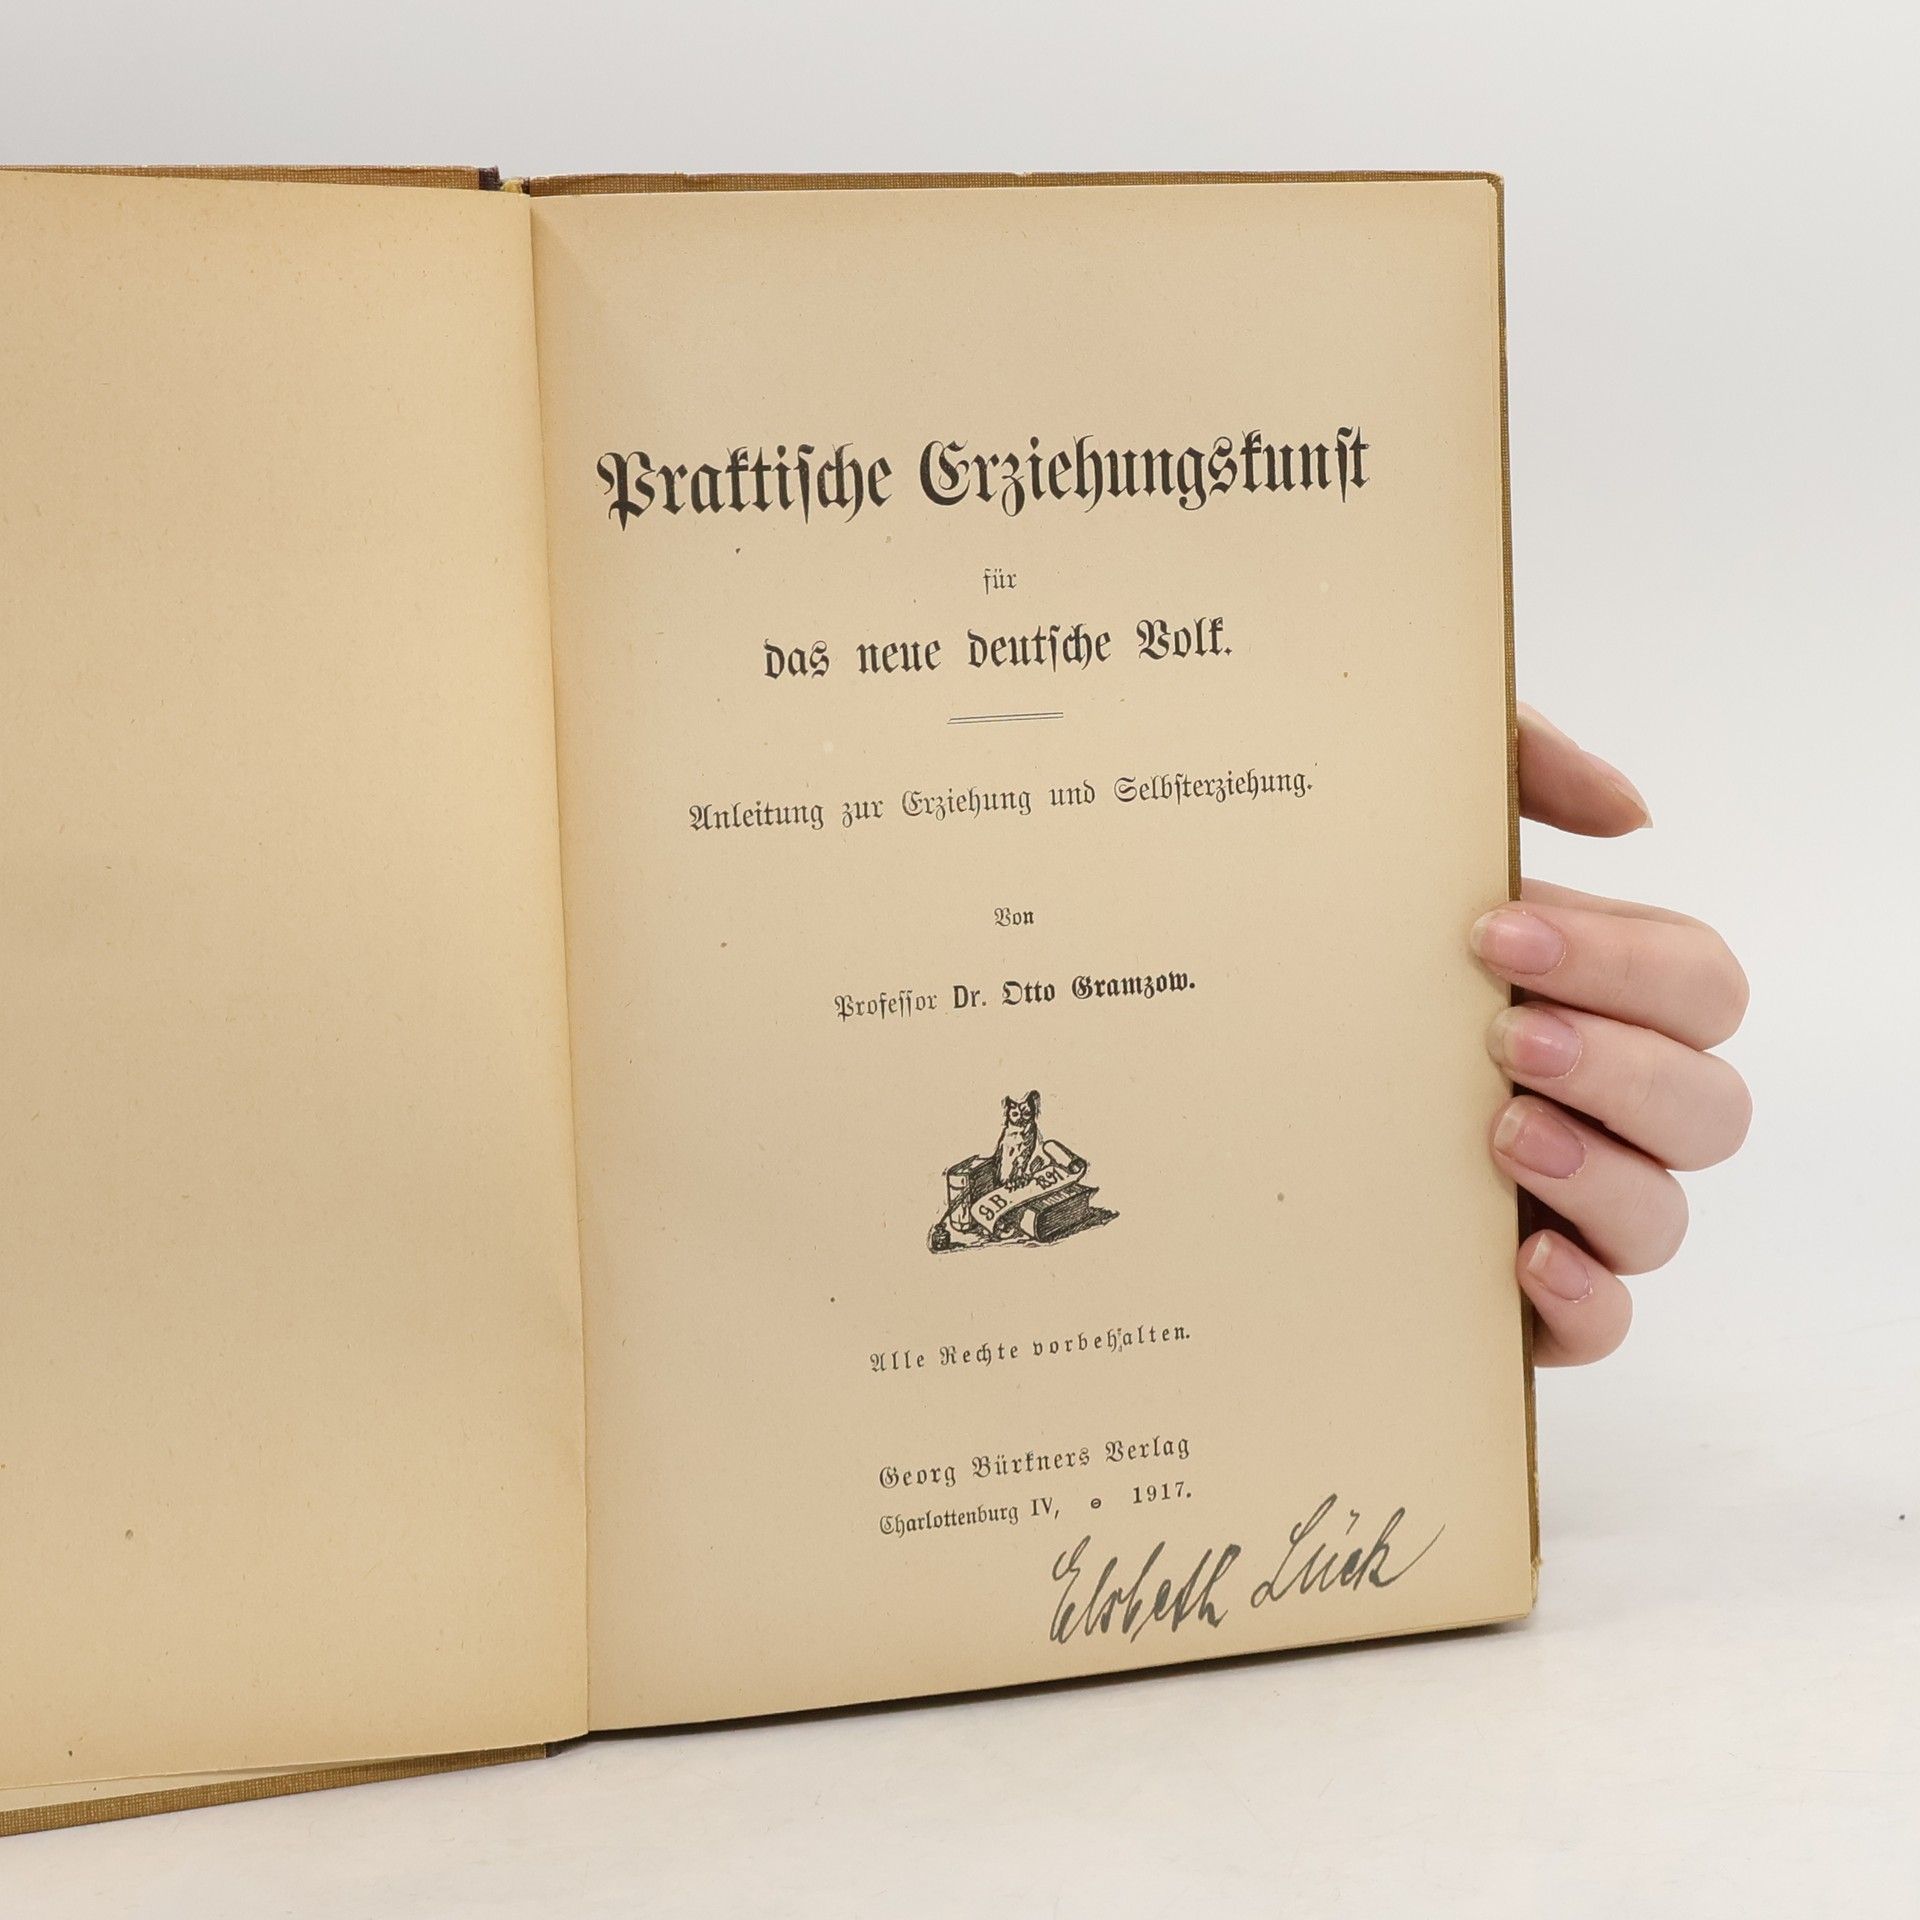 Praktische Erziehungskunst
für
das neue deutsche Volk.
Anleitung zur Erziehung und Selbsterziehung.
Von
Professor Dr. Otto Gramzow.
G.B. 1891
Alle Rechte vorbehalten.
Georg Bürkners Verlag
Charlottenburg IV, 1917.
Elsbeth Lück